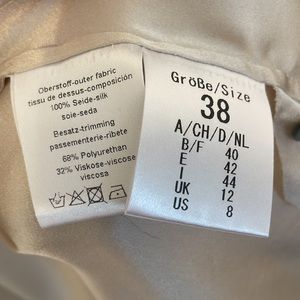 Oberstoff-outer fabric
tissu de dessus-composición
100% Seide-silk
soie-seda
Besatz-trimming
passementerie-ribete
68% Polyurethan
32% Viskose-viscose
viscosa
Größe/Size
38
A/CH/D/NL
B/F 40
E 42
I 44
UK 12
US 8